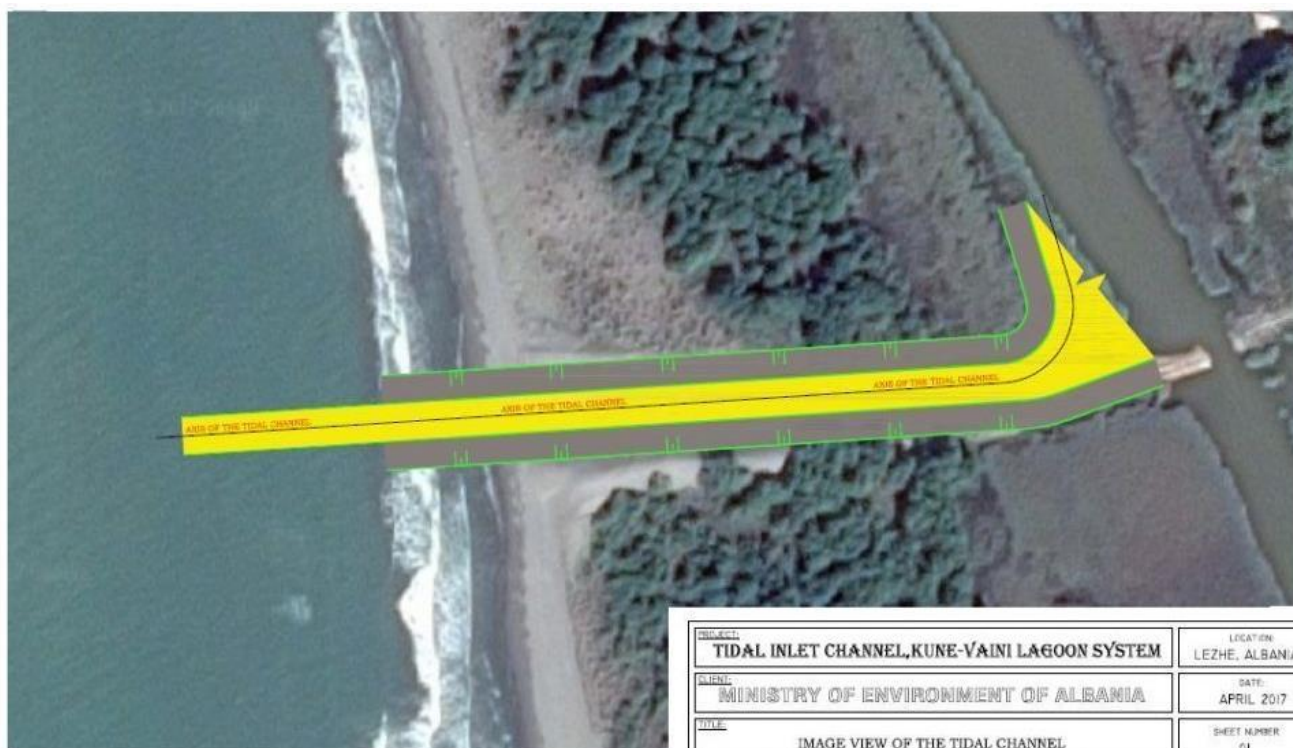 AXIS OF THE TIDAL CHANNEL
AXIS OF THE TIDAL CHANNEL
AXIS OF THE TIDAL CHANNEL
PROJECT:
TIDAL INLET CHANNEL,KUNE-VAINI LAGOON SYSTEM
LOCATION:
LEZHE, ALBANIA
CLIENT:
MINISTRY OF ENVIRONMENT OF ALBANIA
DATE:
APRIL 2017
TITLE:
IMAGE VIEW OF THE TIDAL CHANNEL
SHEET NUMBER